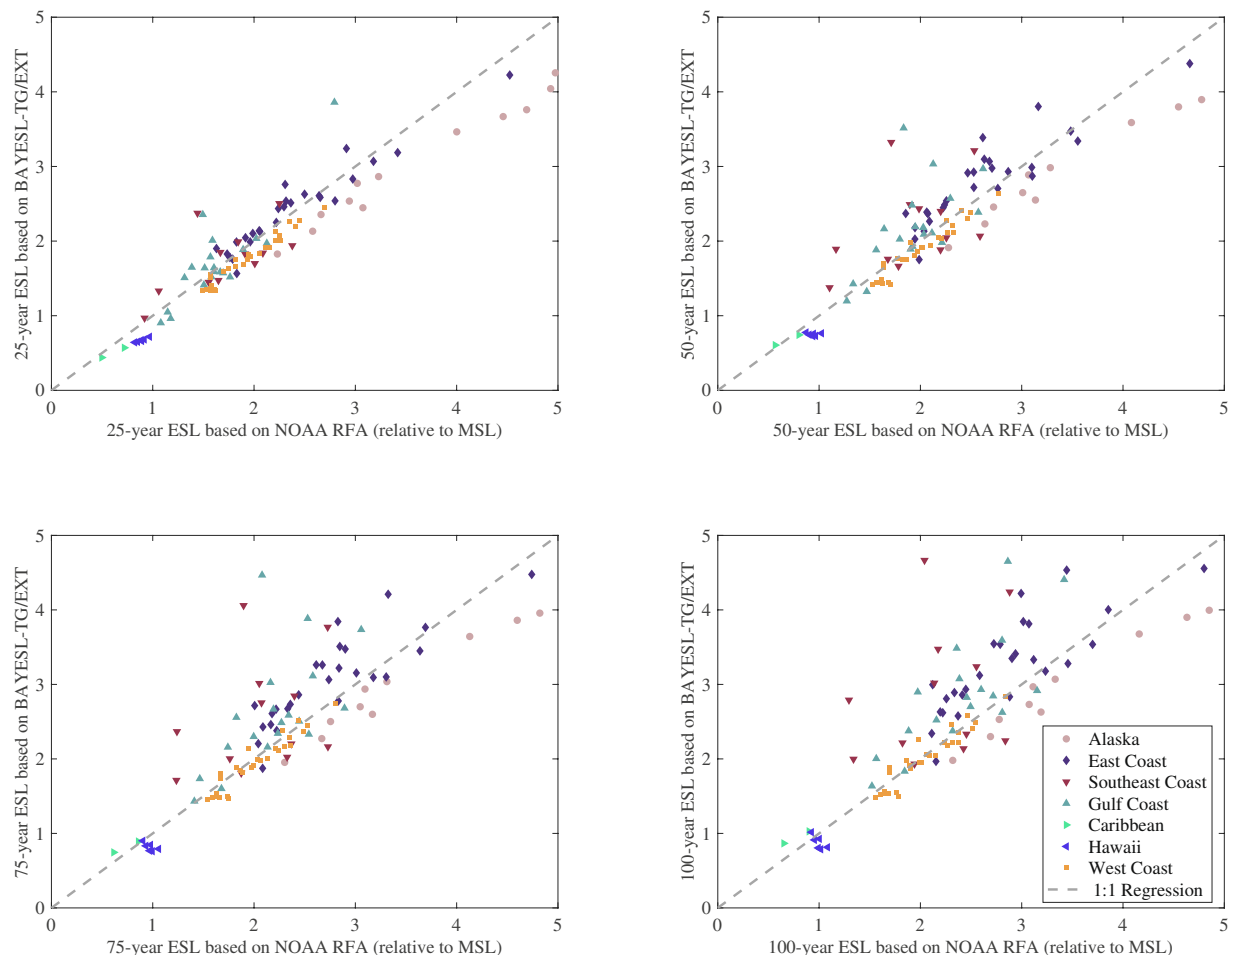 5
4
3
2
1
0
0 1 2 3 4 5
25-year ESL based on BAYESL-TG/EXT
25-year ESL based on NOAA RFA (relative to MSL)
5
4
3
2
1
0
0 1 2 3 4 5
50-year ESL based on BAYESL-TG/EXT
50-year ESL based on NOAA RFA (relative to MSL)
5
4
3
2
1
0
0 1 2 3 4 5
75-year ESL based on BAYESL-TG/EXT
75-year ESL based on NOAA RFA (relative to MSL)
5
4
3
2
1
0
0 1 2 3 4 5
100-year ESL based on BAYESL-TG/EXT
100-year ESL based on NOAA RFA (relative to MSL)
Alaska
East Coast
Southeast Coast
Gulf Coast
Caribbean
Hawaii
West Coast
1:1 Regression